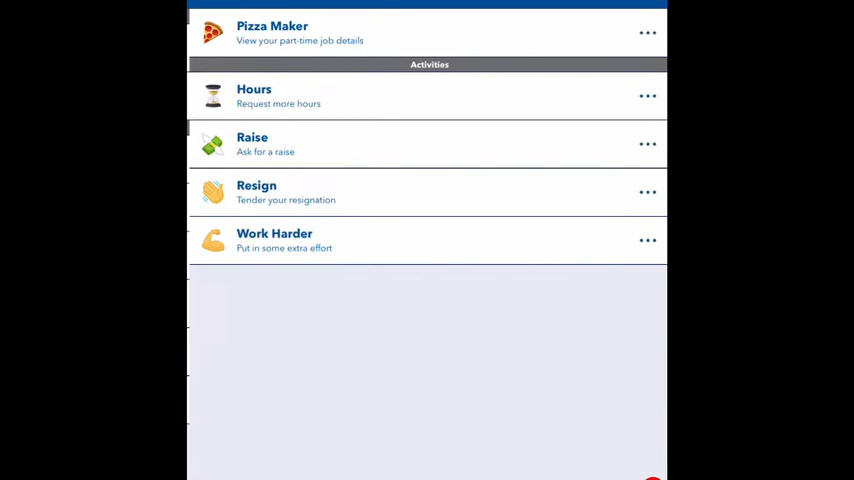 Pizza Maker
View your part-time job details
Activities
Hours
Request more hours
Raise
Ask for a raise
Resign
Tender your resignation
Work Harder
Put in some extra effort